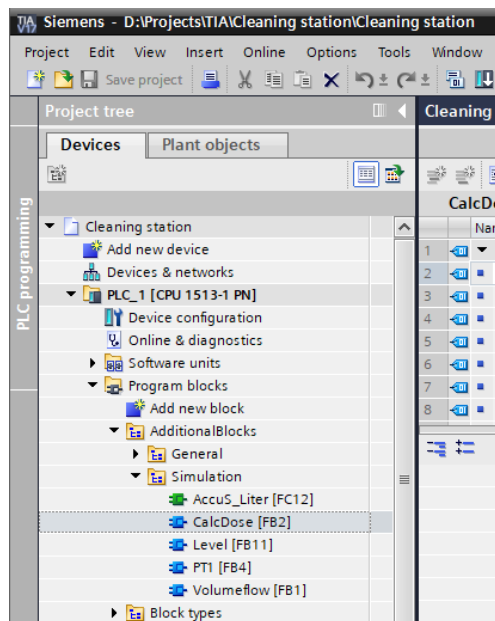 Siemens - D:\Projects\TIA\Cleaning station\Cleaning station
Project Edit View Insert Online Options Tools Window
Save project
Project tree
Cleaning
Devices Plant objects
PLC programming
CalcDo
Nar
Cleaning station
Add new device
Devices & networks
PLC_1 [CPU 1513-1 PN]
Device configuration
Online & diagnostics
Software units
Program blocks
Add new block
AdditionalBlocks
General
Simulation
AccuS_Liter [FC12]
CalcDose [FB2]
Level [FB11]
PT1 [FB4]
Volumeflow [FB1]
Block types
1
2
3
4
5
6
7
8